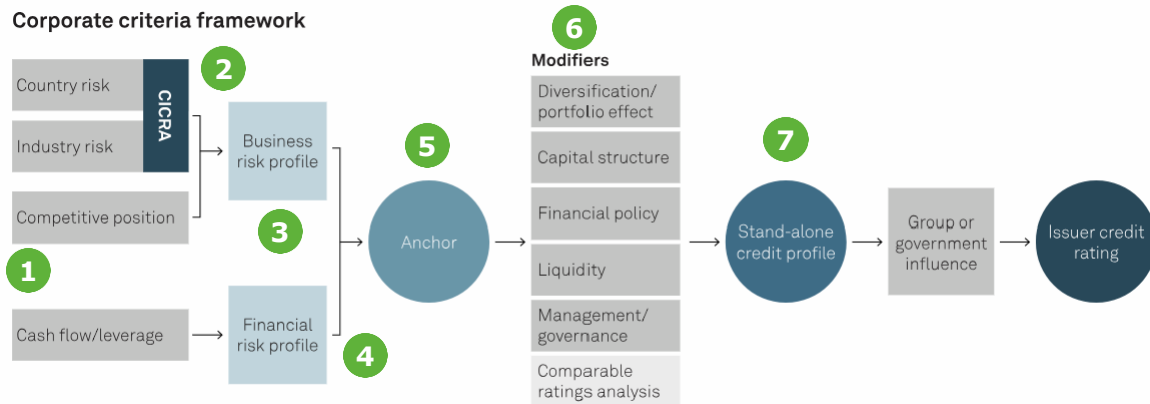 Corporate criteria framework
6
Modifiers
2
Country risk
CICRA
Industry risk
Competitive position
1
Cash flow/leverage
Business
risk profile
3
Financial
risk profile
4
5
Anchor
Diversification/
portfolio effect
Capital structure
Financial policy
Liquidity
Management/
governance
Comparable
ratings analysis
7
Stand-alone
credit profile
Group or
government
influence
Issuer credit
rating